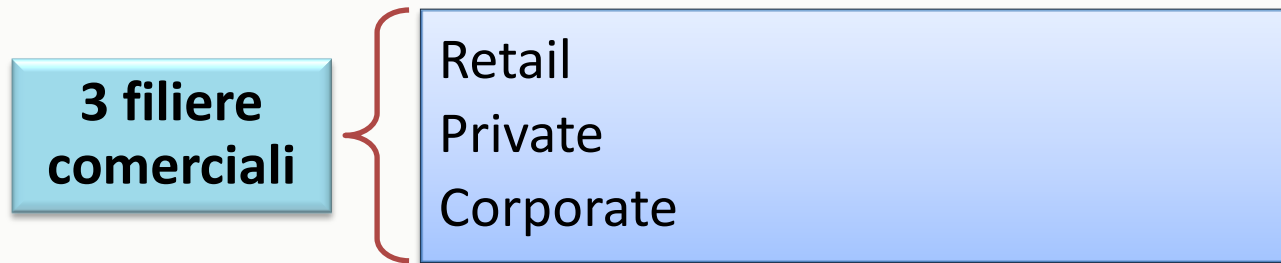 3 filiere
comerciali
Retail
Private
Corporate